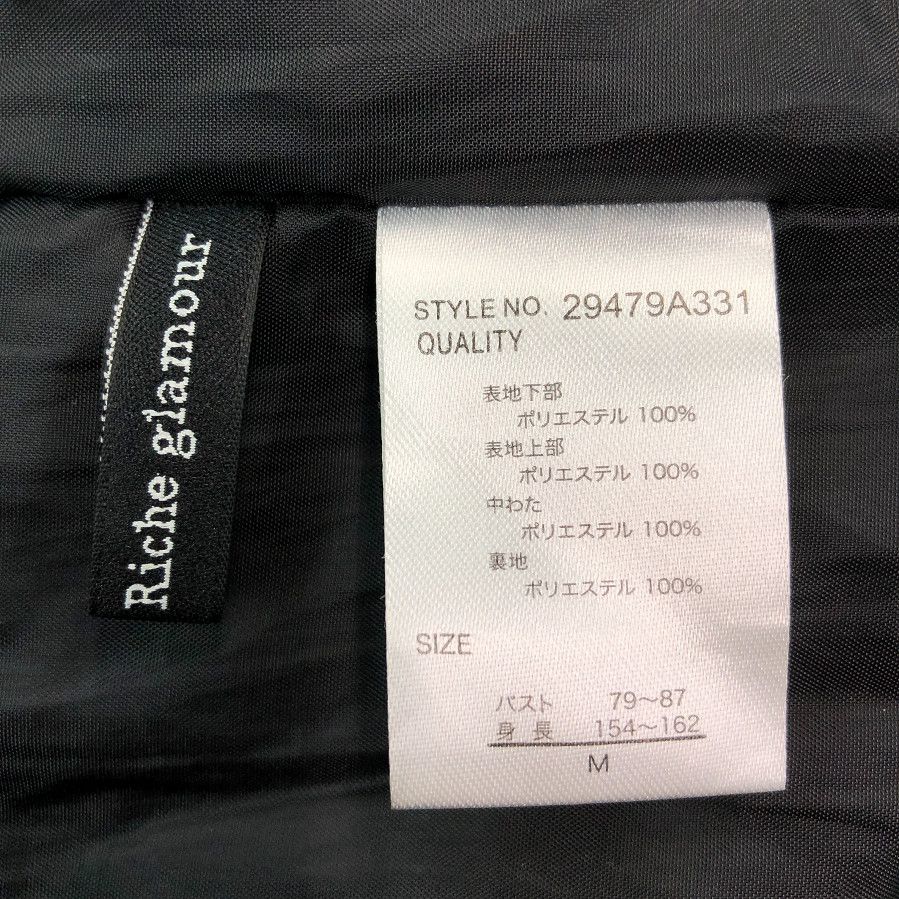 Riche glamour
STYLE NO. 29479A331
QUALITY
表地下部
ポリエステル 100%
表地上部
ポリエステル 100%
中わた
ポリエステル 100%
裏地
ポリエステル 100%
SIZE
バスト 79～87
身長 154～162
M